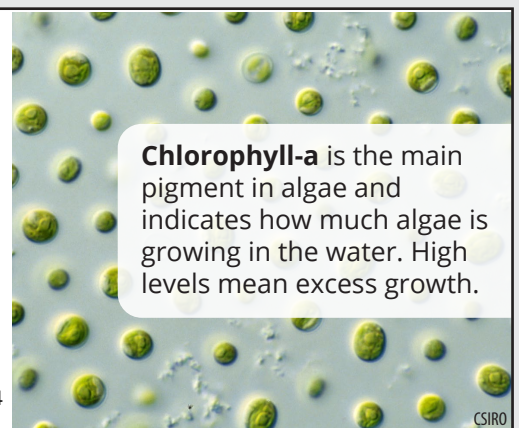 Chlorophyll-a is the main
pigment in algae and
indicates how much algae is
growing in the water. High
levels mean excess growth.
4
CSIRO